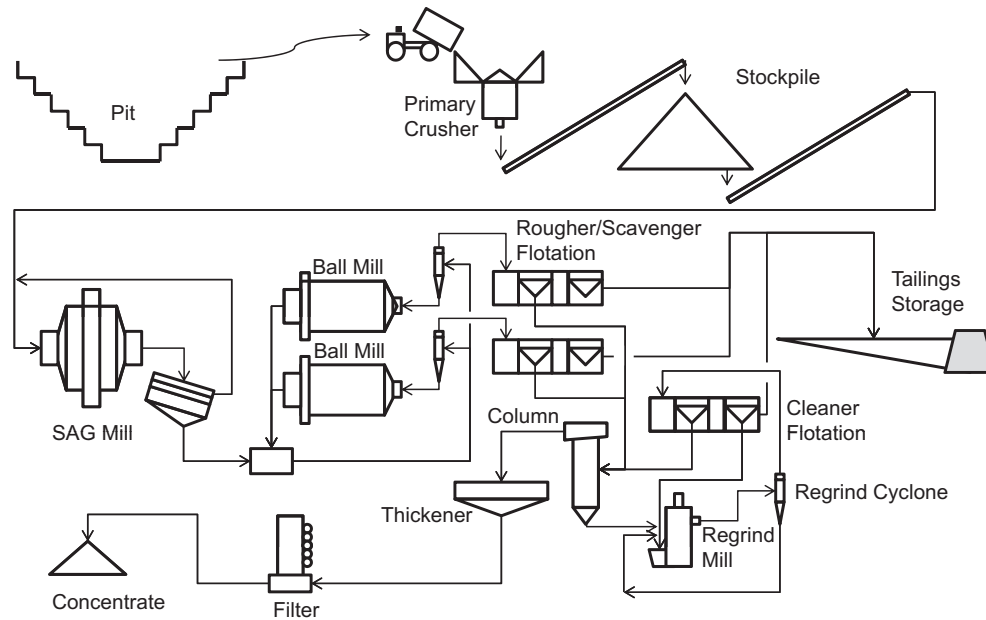 Pit
Primary
Crusher
Stockpile
Rougher/Scavenger
Flotation
Ball Mill
Tailings
Storage
Ball Mill
SAG Mill
Column
Cleaner
Flotation
Thickener
Regrind Cyclone
Regrind
Mill
Concentrate
Filter